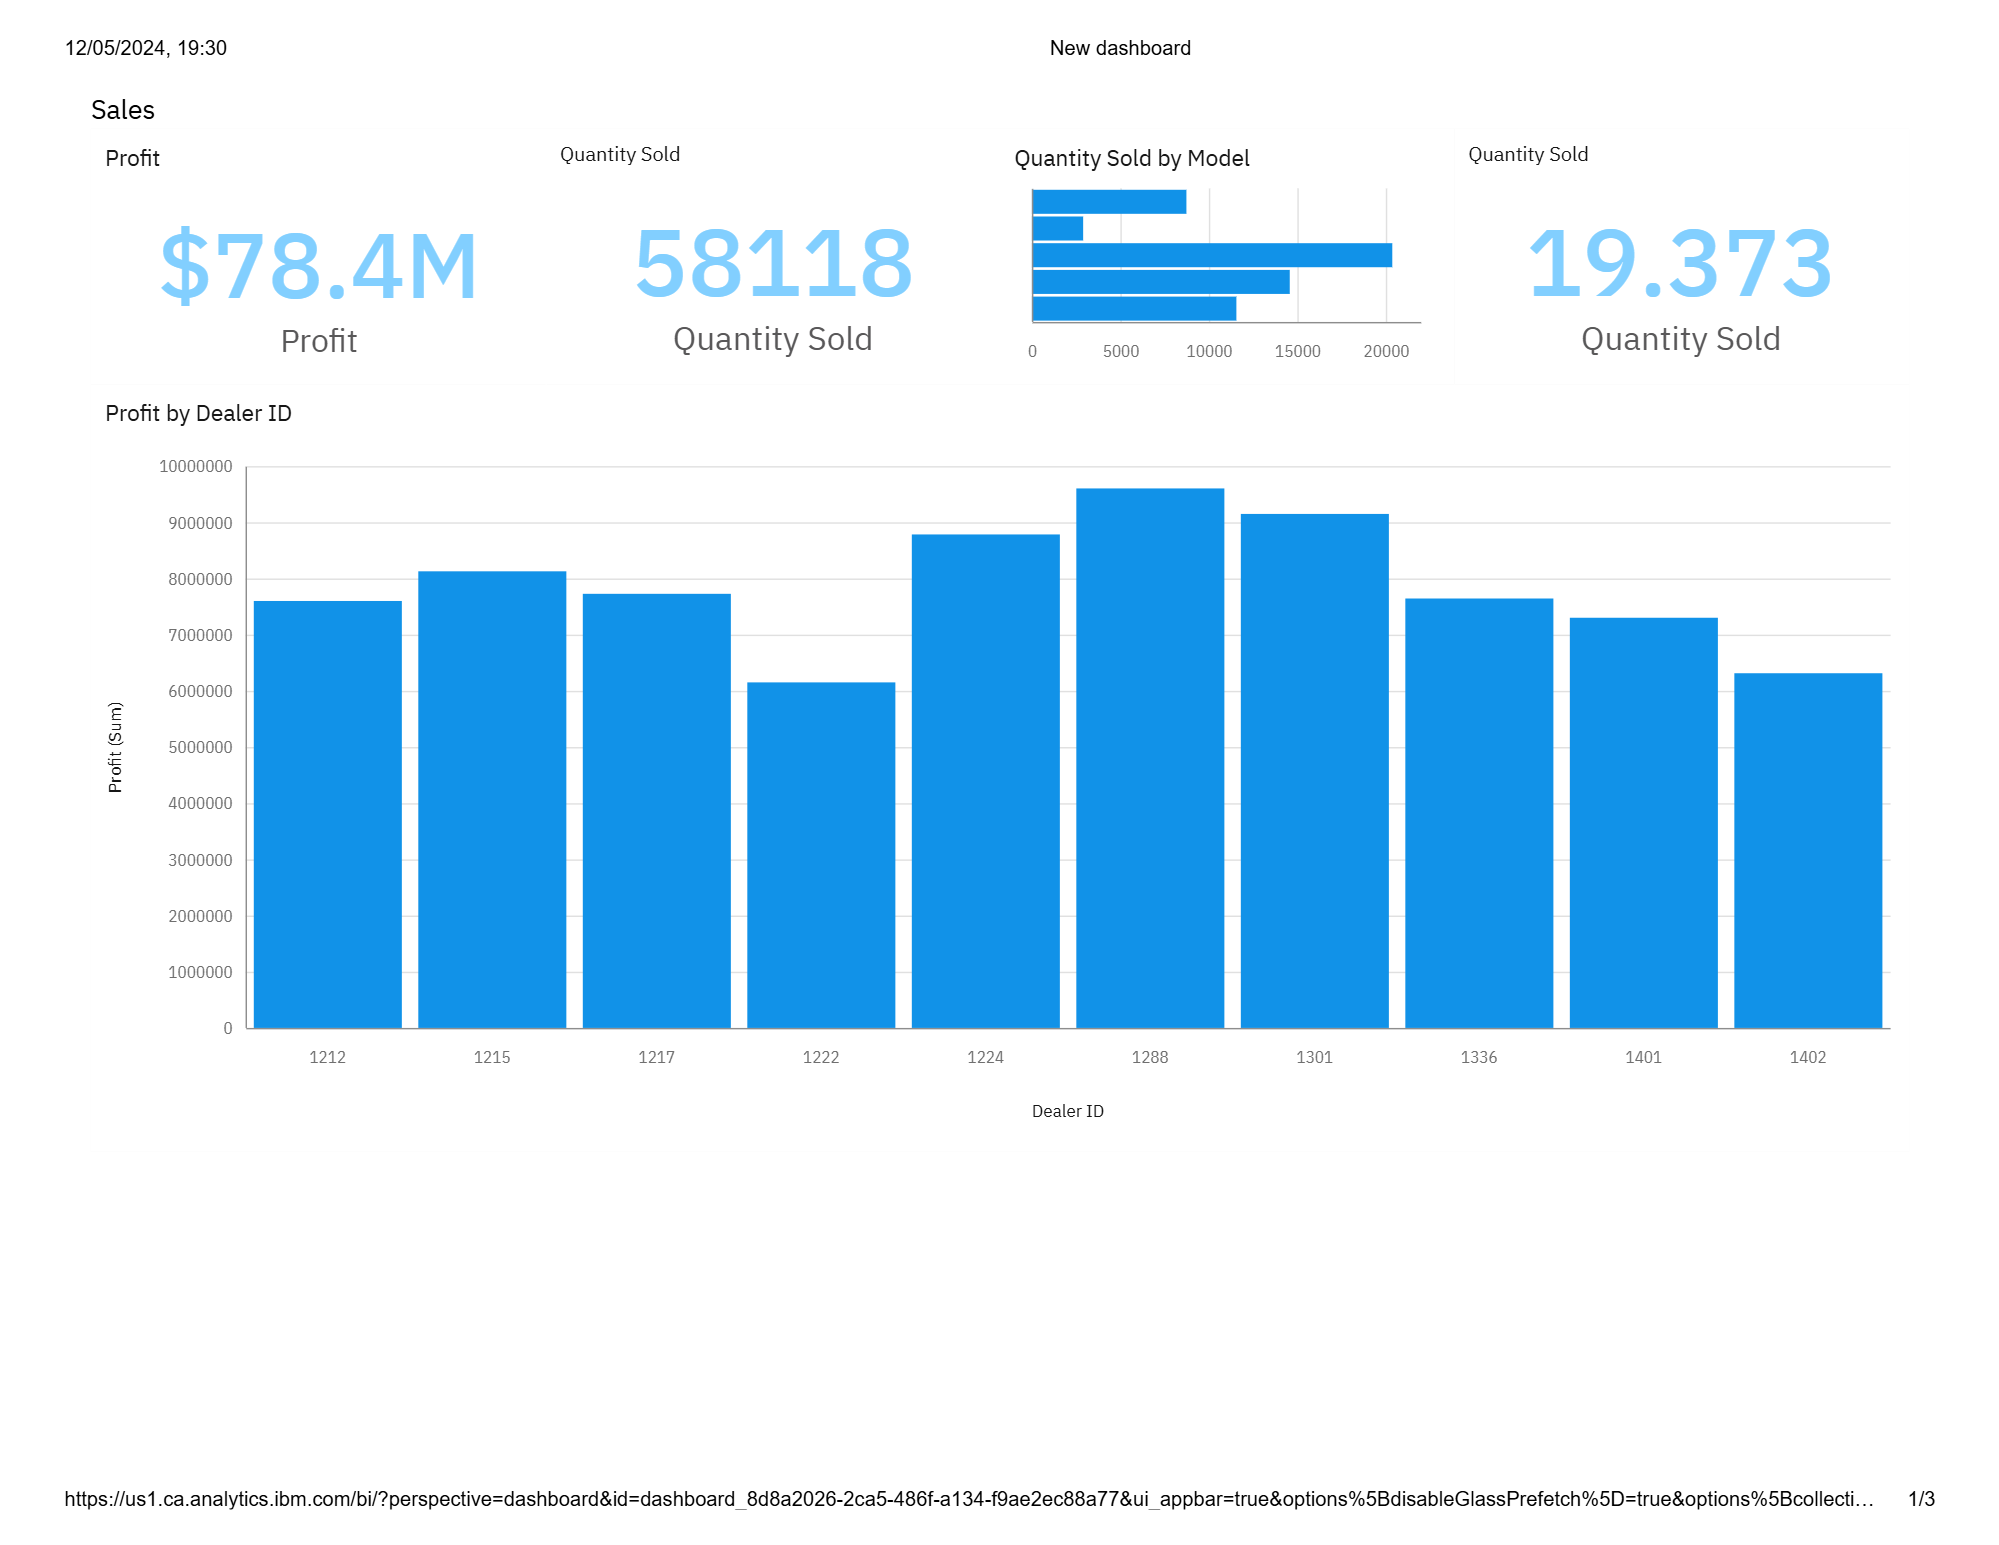 12/05/2024, 19:30
New dashboard
Sales
Profit
$78.4M
Profit
Quantity Sold
58118
Quantity Sold
Quantity Sold by Model
0 5000 10000 15000 20000
Quantity Sold
19.373
Quantity Sold
Profit by Dealer ID
Profit (Sum)
10000000
9000000
8000000
7000000
6000000
5000000
4000000
3000000
2000000
1000000
0
1212 1215 1217 1222 1224 1288 1301 1336 1401 1402
Dealer ID
https://us1.ca.analytics.ibm.com/bi/?perspective=dashboard&id=dashboard_8d8a2026-2ca5-486f-a134-f9ae2ec88a77&ui_appbar=true&options%5BdisableGlassPrefetch%5D=true&options%5Bcollecti…
1/3